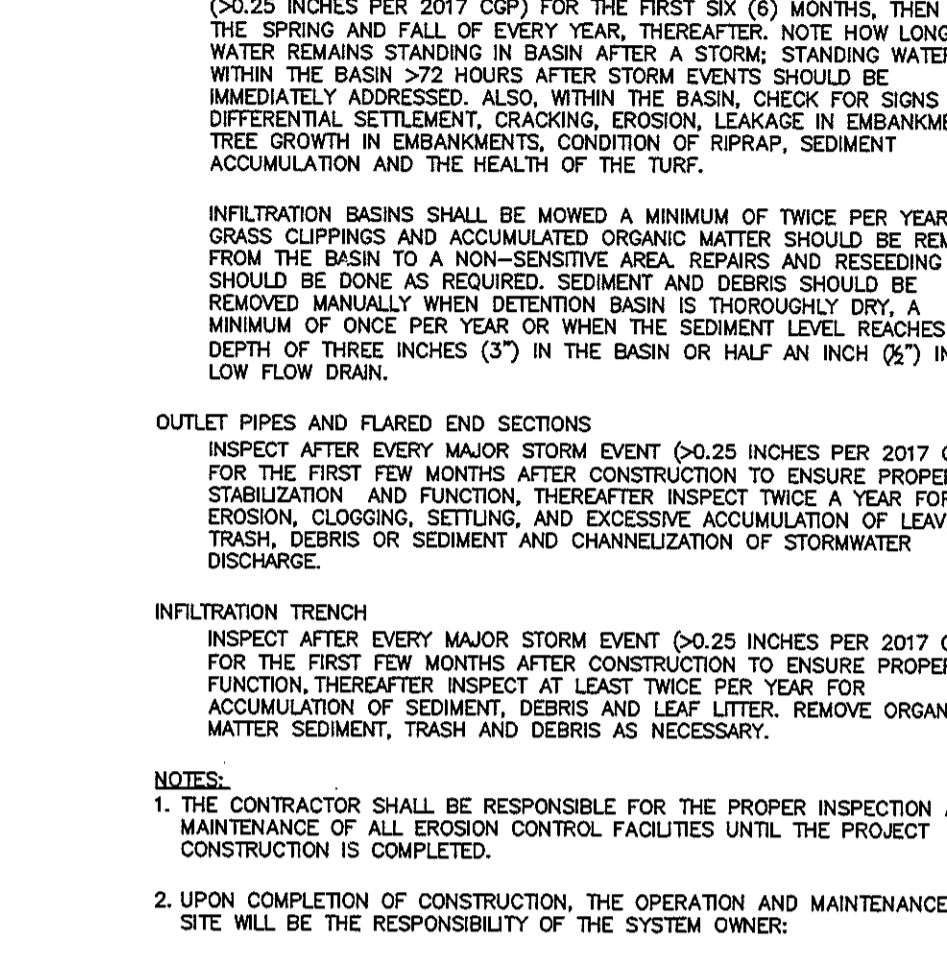 (>0.25 INCHES PER 2017 CGP) FOR THE FIRST SIX (6) MONTHS, THEN
THE SPRING AND FALL OF EVERY YEAR, THEREAFTER. NOTE HOW LONG
WATER REMAINS STANDING IN BASIN AFTER A STORM; STANDING WATER
WITHIN THE BASIN >72 HOURS AFTER STORM EVENTS SHOULD BE
IMMEDIATELY ADDRESSED. ALSO, WITHIN THE BASIN, CHECK FOR SIGNS
DIFFERENTIAL SETTLEMENT, CRACKING, EROSION, LEAKAGE IN
TREE GROWTH IN EMBANKMENTS, CONDITION OF RIPRAP, SEDIMENT
ACCUMULATION AND THE HEALTH OF THE TURF.
INFILTRATION BASINS SHALL BE MOWED A MINIMUM OF TWICE PER YEAR
GRASS CLIPPINGS AND ACCUMULATED ORGANIC MATTER SHOULD BE
FROM THE BASIN TO A NON-SENSITIVE AREA. REPAIRS AND RESEEDING
SHOULD BE DONE AS REQUIRED. SEDIMENT AND DEBRIS SHOULD BE
REMOVED MANUALLY WHEN DETENTION BASIN IS THOROUGHLY DRY, A
MINIMUM OF ONCE PER YEAR OR WHEN THE SEDIMENT LEVEL REACHES
DEPTH OF THREE INCHES (3") IN THE BASIN OR HALF AN INCH (½") IN
LOW FLOW DRAIN.
OUTLET PIPES AND FLARED END SECTIONS
INSPECT AFTER EVERY MAJOR STORM EVENT (>0.25 INCHES PER 2017
FOR THE FIRST FEW MONTHS AFTER CONSTRUCTION TO ENSURE PROPER
STABILIZATION AND FUNCTION, THEREAFTER INSPECT TWICE A YEAR FOR
EROSION, CLOGGING, SETTLING, AND EXCESSIVE ACCUMULATION OF
TRASH, DEBRIS OR SEDIMENT AND CHANNELIZATION OF STORMWATER
DISCHARGE.
INFILTRATION TRENCH
INSPECT AFTER EVERY MAJOR STORM EVENT (>0.25 INCHES PER 2017
FOR THE FIRST FEW MONTHS AFTER CONSTRUCTION TO ENSURE PROPER
FUNCTION, THEREAFTER INSPECT AT LEAST TWICE PER YEAR FOR
ACCUMULATION OF SEDIMENT, DEBRIS AND LEAF LITTER. REMOVE
MATTER SEDIMENT, TRASH AND DEBRIS AS NECESSARY.
NOTES:
1. THE CONTRACTOR SHALL BE RESPONSIBLE FOR THE PROPER INSPECTION
MAINTENANCE OF ALL EROSION CONTROL FACILITIES UNTIL THE PROJECT
CONSTRUCTION IS COMPLETED.
2. UPON COMPLETION OF CONSTRUCTION, THE OPERATION AND MAINTENANCE
SITE WILL BE THE RESPONSIBILITY OF THE SYSTEM OWNER: